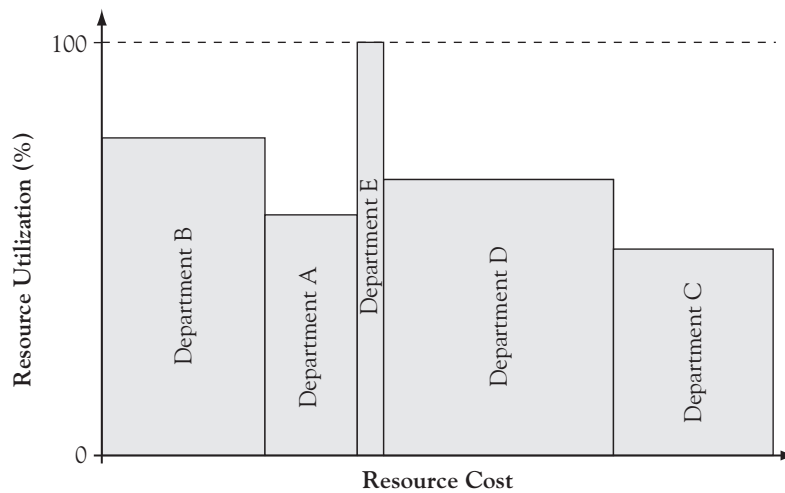 100
Resource Utilization (%)
Department B
Department A
Department E
Department D
Department C
0
Resource Cost